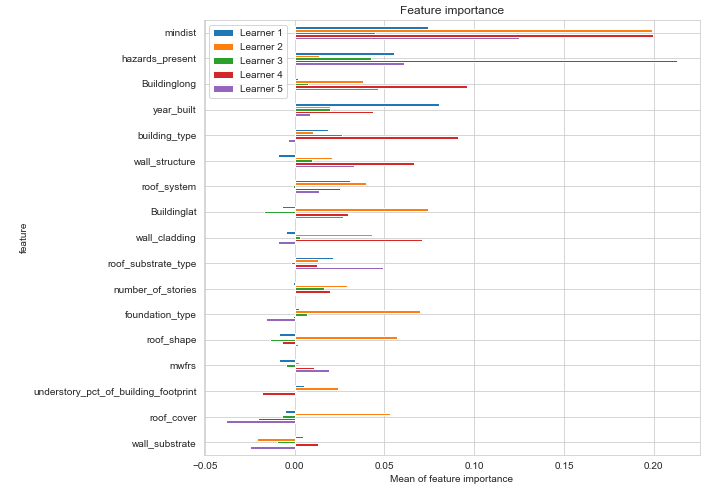 Feature importance
Learner 1
Learner 2
Learner 3
Learner 4
Learner 5
feature
mindist
hazards_present
Buildinglong
year_built
building_type
wall_structure
roof_system
Buildinglat
wall_cladding
roof_substrate_type
number_of_stories
foundation_type
roof_shape
mwfrs
understory_pct_of_building_footprint
roof_cover
wall_substrate
−0.05 0.00 0.05 0.10 0.15 0.20
Mean of feature importance